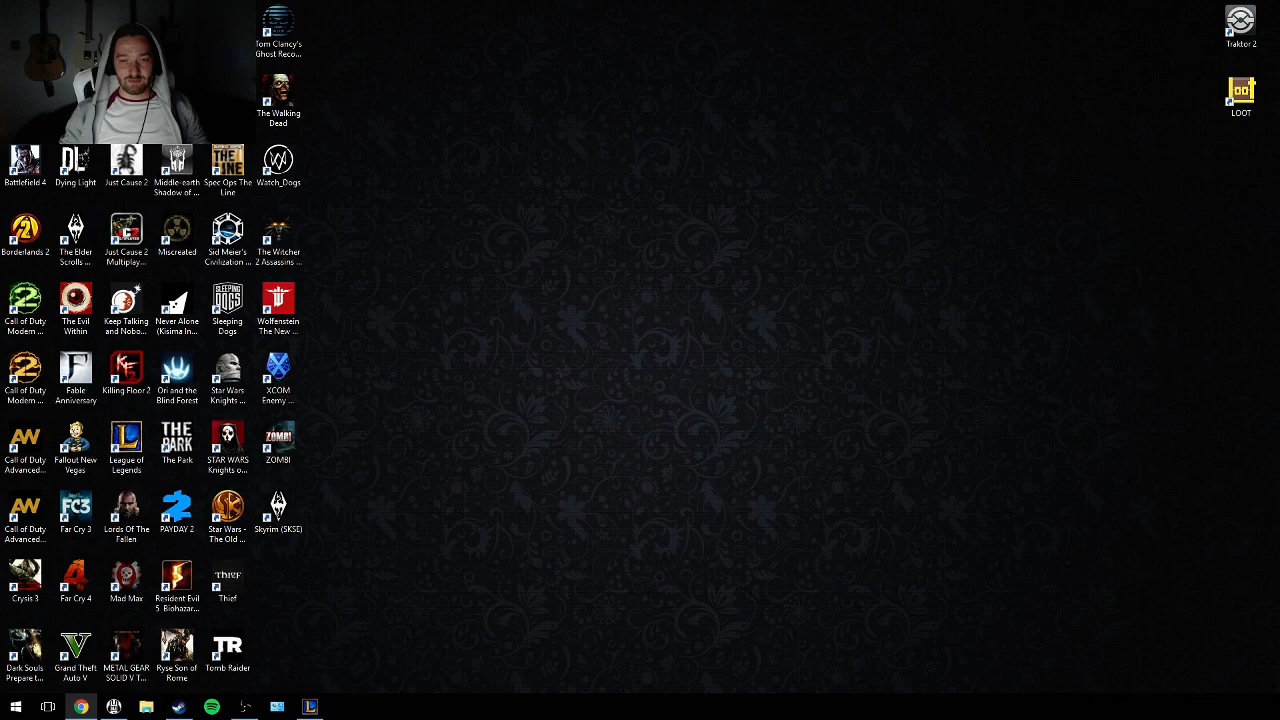 Tom Clancy's
Ghost Reco...
Traktor 2
The Walking
Dead
LOOT
Battlefield 4
Dying Light
Just Cause 2
Middle-earth
Shadow of ...
Spec Ops The
Line
Watch_Dogs
Borderlands 2
The Elder
Scrolls ...
Just Cause 2
Multiplay...
Miscreated
Sid Meier's
Civilization ...
The Witcher
2 Assassins ...
Call of Duty
Modern ...
The Evil
Within
Keep Talking
and Nobo...
Never Alone
(Kisima In...
Sleeping
Dogs
Wolfenstein
The New ...
Call of Duty
Modern ...
Fable
Anniversary
Killing Floor 2
Ori and the
Blind Forest
Star Wars
Knights ...
XCOM
Enemy ...
Call of Duty
Advanced...
Fallout New
Vegas
League of
Legends
The Park
STAR WARS
Knights o...
ZOMBI
Call of Duty
Advanced...
Far Cry 3
Lords Of The
Fallen
PAYDAY 2
Star Wars -
The Old ...
Skyrim (SKSE)
Crysis 3
Far Cry 4
Mad Max
Resident Evil
5 Biohazar...
Thief
Dark Souls
Prepare t...
Grand Theft
Auto V
METAL GEAR
SOLID V T...
Ryse Son of
Rome
Tomb Raider